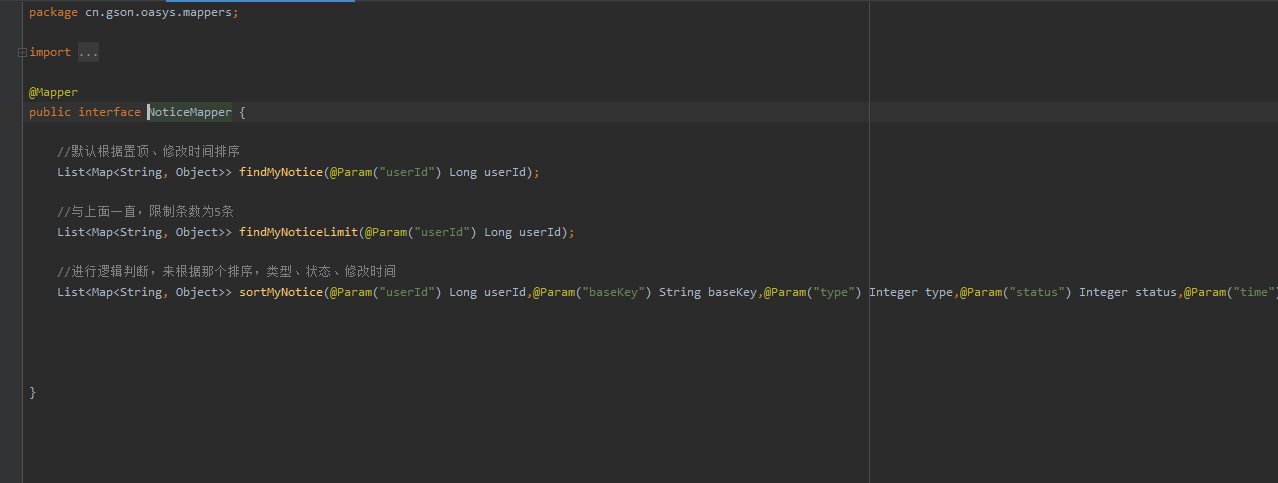 package cn.gson.oasys.mappers;
import ...
@Mapper
public interface NoticeMapper {
//默认根据置顶、修改时间排序
List<Map<String, Object>> findMyNotice(@Param("userId") Long userId);
//与上面一直，限制条数为5条
List<Map<String, Object>> findMyNoticeLimit(@Param("userId") Long userId);
//进行逻辑判断，来根据那个排序，类型、状态、修改时间
List<Map<String, Object>> sortMyNotice(@Param("userId") Long userId,@Param("baseKey") String baseKey,@Param("type") Integer type,@Param("status") Integer status,@Param("time")
}